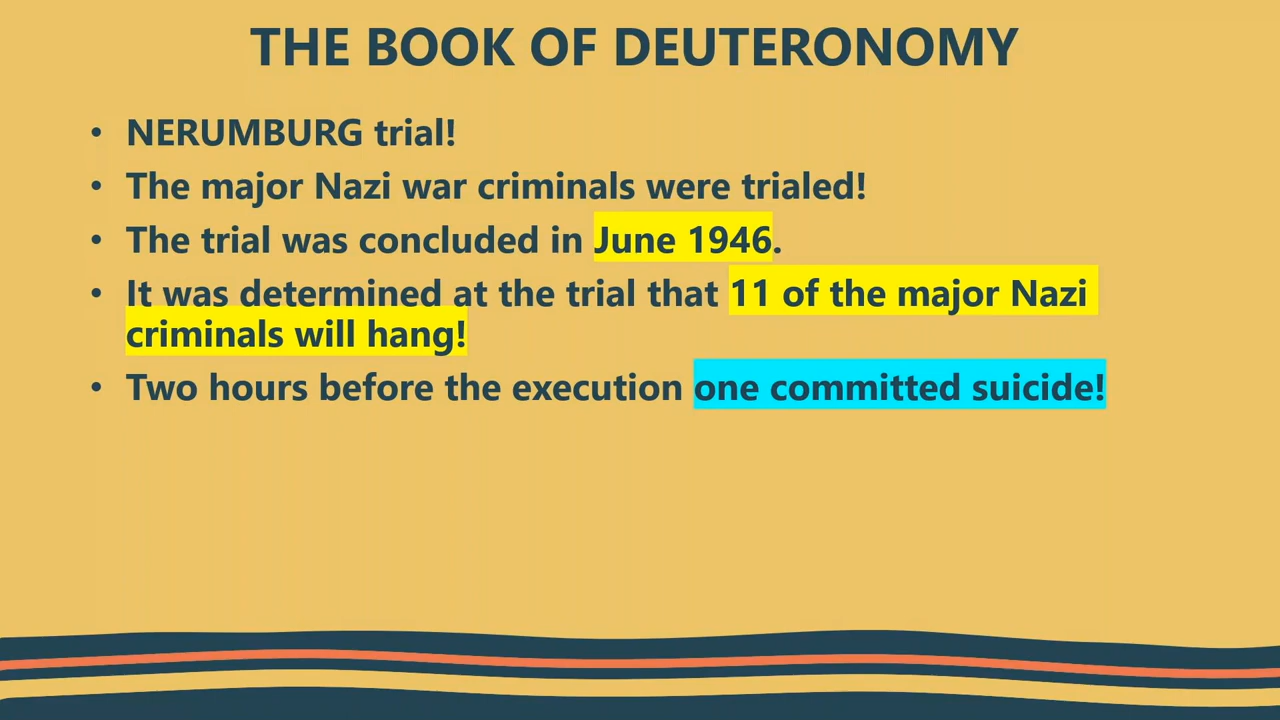 THE BOOK OF DEUTERONOMY
• NERUMBURG trial!
• The major Nazi war criminals were trialed!
• The trial was concluded in June 1946.
• It was determined at the trial that 11 of the major Nazi
criminals will hang!
• Two hours before the execution one committed suicide!